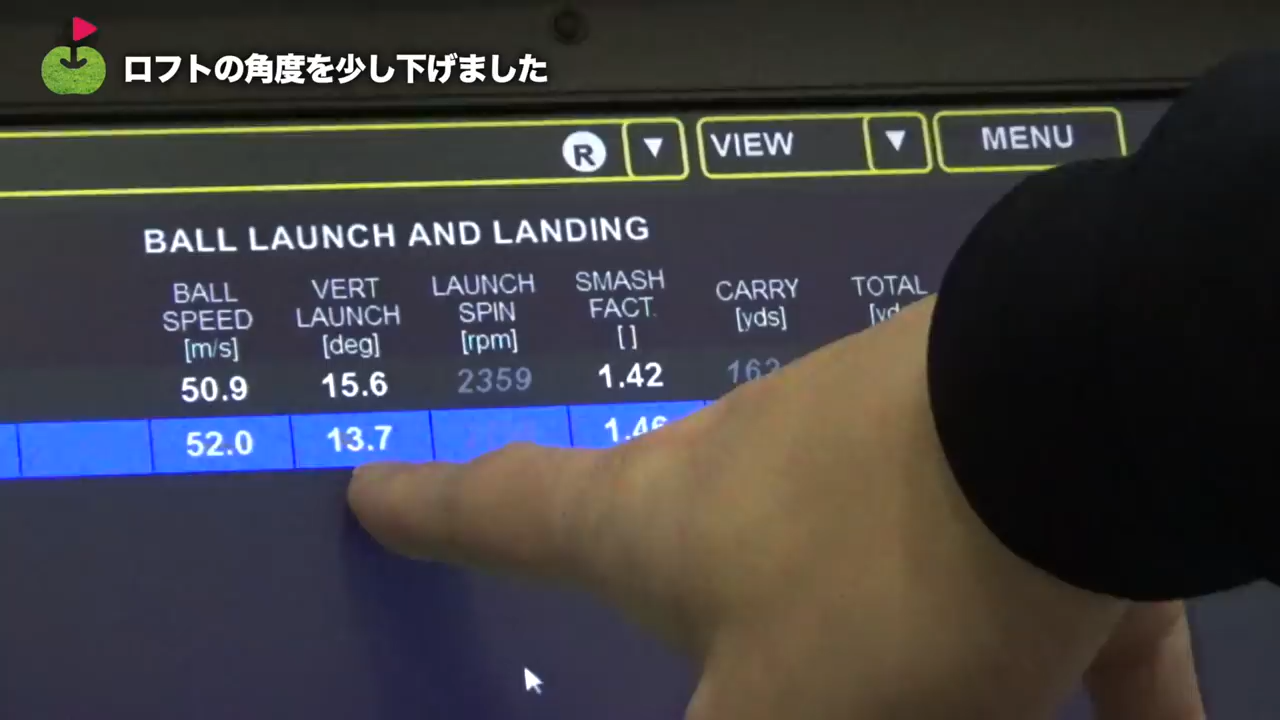 ロフトの角度を少し下げました
R ▼ VIEW ▼ MENU
BALL LAUNCH AND LANDING
BALL SPEED [m/s] VERT LAUNCH [deg] LAUNCH SPIN [rpm] SMASH FACT. [ ] CARRY [yds] TOTAL
50.9 15.6 2359 1.42
52.0 13.7 1.46